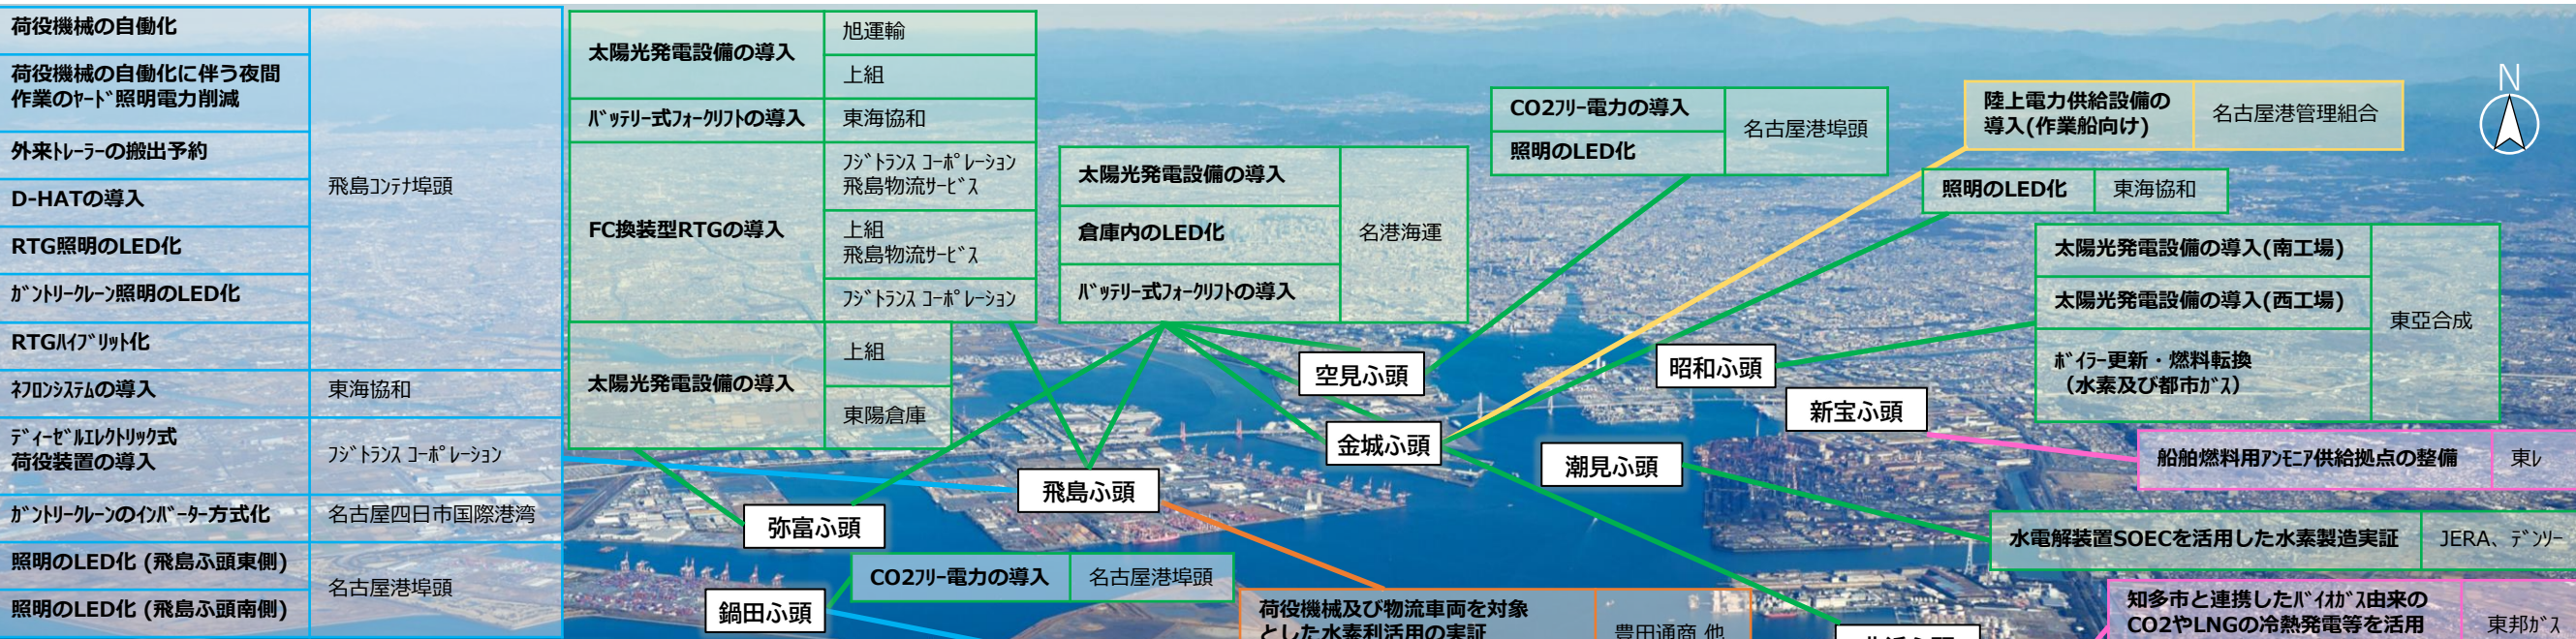 荷役機械の自働化
荷役機械の自働化に伴う夜間
作業のﾔｰﾄﾞ照明電力削減
外来ﾄﾚｰﾗｰの搬出予約
D-HATの導入
RTG照明のLED化
ｶﾞﾝﾄﾘｰｸﾚｰﾝ照明のLED化
RTGﾊｲﾌﾞﾘｯﾄ化
飛島ｺﾝﾃﾅ埠頭
ﾈﾌﾛﾝｼｽﾃﾑの導入
東海協和
ﾃﾞｨｰｾﾞﾙｴﾚｸﾄﾘｯｸ式
荷役装置の導入
ﾌｼﾞﾄﾗﾝｽ ｺｰﾎﾟﾚｰｼｮﾝ
ｶﾞﾝﾄﾘｰｸﾚｰﾝのｲﾝﾊﾞｰﾀｰ方式化
名古屋四日市国際港湾
照明のLED化 (飛島ふ頭東側)
照明のLED化 (飛島ふ頭南側)
名古屋港埠頭
太陽光発電設備の導入
旭運輸
上組
ﾊﾞｯﾃﾘｰ式ﾌｫｰｸﾘﾌﾄの導入
東海協和
FC換装型RTGの導入
ﾌｼﾞﾄﾗﾝｽ ｺｰﾎﾟﾚｰｼｮﾝ
飛島物流ｻｰﾋﾞｽ
上組
飛島物流ｻｰﾋﾞｽ
ﾌｼﾞﾄﾗﾝｽ ｺｰﾎﾟﾚｰｼｮﾝ
太陽光発電設備の導入
上組
東陽倉庫
太陽光発電設備の導入
倉庫内のLED化
ﾊﾞｯﾃﾘｰ式ﾌｫｰｸﾘﾌﾄの導入
名港海運
CO2ﾌﾘｰ電力の導入
照明のLED化
名古屋港埠頭
陸上電力供給設備の
導入(作業船向け)
名古屋港管理組合
N
照明のLED化
東海協和
太陽光発電設備の導入(南工場)
太陽光発電設備の導入(西工場)
ﾎﾞｲﾗｰ更新・燃料転換
（水素及び都市ｶﾞｽ）
東亞合成
空見ふ頭
昭和ふ頭
新宝ふ頭
金城ふ頭
潮見ふ頭
飛島ふ頭
弥富ふ頭
鍋田ふ頭
船舶燃料用ｱﾝﾓﾆｱ供給拠点の整備
東ﾚ
水電解装置SOECを活用した水素製造実証
JERA、ﾃﾞﾝｿｰ
CO2ﾌﾘｰ電力の導入
名古屋港埠頭
荷役機械及び物流車両を対象
とした水素利活用の実証
豊田通商 他
知多市と連携したﾊﾞｲｵｶﾞｽ由来の
CO2やLNGの冷熱発電等を活用
東邦ｶﾞｽ